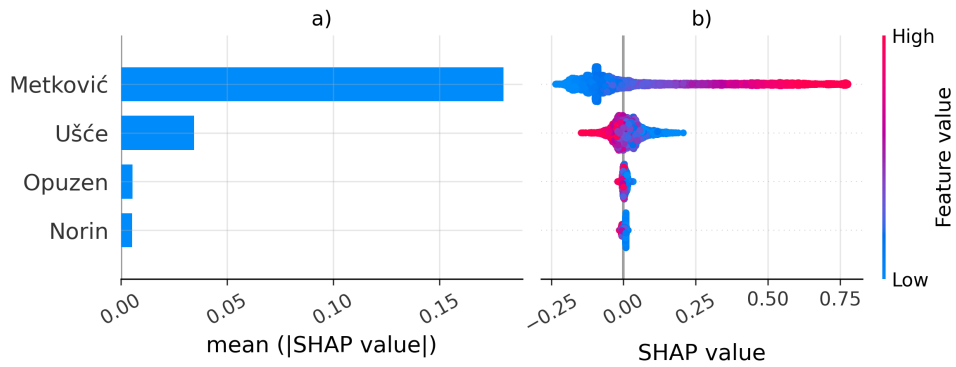 a)
Metković
Ušće
Opuzen
Norin
0.00
0.05
0.10
0.15
mean (|SHAP value|)
b)
−0.25
0.00
0.25
0.50
0.75
SHAP value
High
Low
Feature value